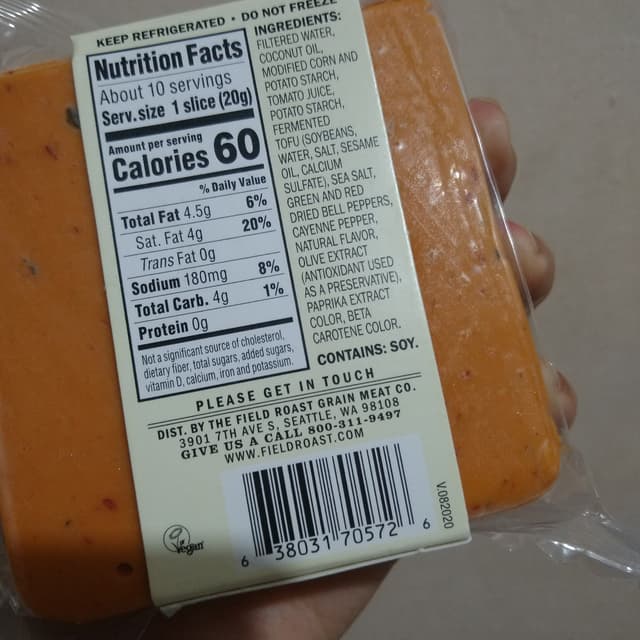 KEEP REFRIGERATED • DO NOT FREEZE
Nutrition Facts
About 10 servings
Serv. size 1 slice (20g)
Amount per serving
Calories 60
% Daily Value
Total Fat 4.5g 6%
Sat. Fat 4g 20%
Trans Fat 0g
Sodium 180mg 8%
Total Carb. 4g 1%
Protein 0g
Not a significant source of cholesterol,
dietary fiber, total sugars, added sugars,
vitamin D, calcium, iron and potassium.
INGREDIENTS:
FILTERED WATER,
COCONUT OIL,
MODIFIED CORN AND
POTATO STARCH,
TOMATO JUICE,
POTATO STARCH,
FERMENTED
TOFU (SOYBEANS,
WATER, SALT, SESAME
OIL, CALCIUM
SULFATE), SEA SALT,
GREEN AND RED
DRIED BELL PEPPERS,
CAYENNE PEPPER,
NATURAL FLAVOR,
OLIVE EXTRACT
(ANTIOXIDANT USED
AS A PRESERVATIVE),
PAPRIKA EXTRACT
COLOR, BETA
CAROTENE COLOR.
CONTAINS: SOY.
PLEASE GET IN TOUCH
DIST. BY THE FIELD ROAST GRAIN MEAT CO.
3901 7TH AVE S, SEATTLE, WA 98108
GIVE US A CALL 800-311-9497
WWW.FIELDROAST.COM
Vegan
6 38031 70572 6
V.082020